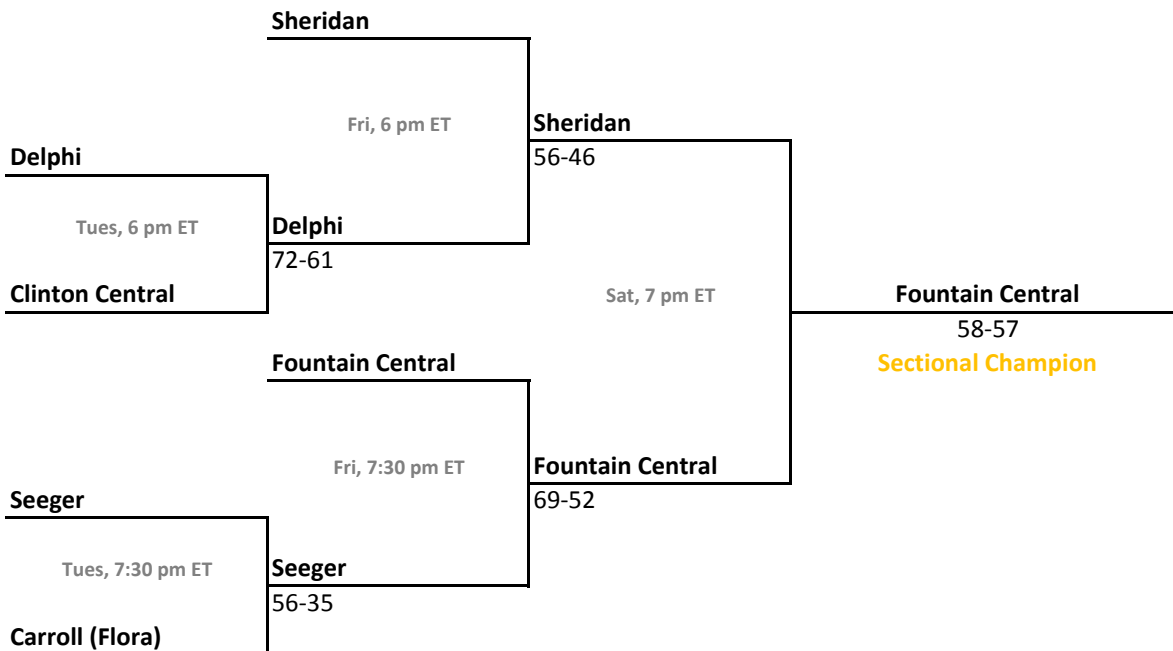 Sheridan
Fri, 6 pm ET
Sheridan
Delphi
56-46
Tues, 6 pm ET
Delphi
72-61
Clinton Central
Sat, 7 pm ET
Fountain Central
58-57
Fountain Central
Sectional Champion
Fri, 7:30 pm ET
Fountain Central
Seeger
69-52
Tues, 7:30 pm ET
Seeger
56-35
Carroll (Flora)